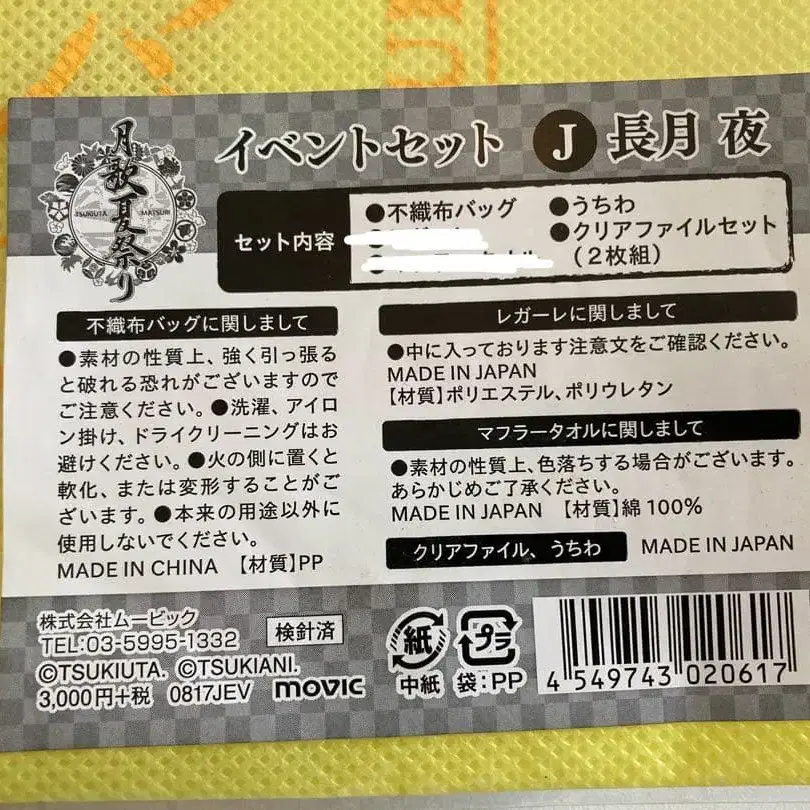 月歌夏祭り
TSUKIUTA MATSURI
イベントセット J 長月 夜
セット内容
●不織布バッグ
●うちわ
●クリアファイルセット
(2枚組)
不織布バッグに関しまして
●素材の性質上、強く引っ張る
と破れる恐れがございますので
ご注意ください。●洗濯、アイロ
ン掛け、ドライクリーニングはお
避けください。●火の側に置くと
軟化、または変形することがご
ざいます。●本来の用途以外に
使用しないでください。
MADE IN CHINA 【材質】PP
レガーレに関しまして
●中に入っております注意文をご確認ください。
MADE IN JAPAN
【材質】ポリエステル、ポリウレタン
マフラータオルに関しまして
●素材の性質上、色落ちする場合がございます。
あらかじめご了承ください。
MADE IN JAPAN 【材質】綿100%
クリアファイル、うちわ MADE IN JAPAN
株式会社ムービック
TEL:03-5995-1332
検針済
©TSUKIUTA. ©TSUKIANI.
3,000円+税 0817JEV movic
紙 プラ
中紙 袋:PP
4 549743 020617